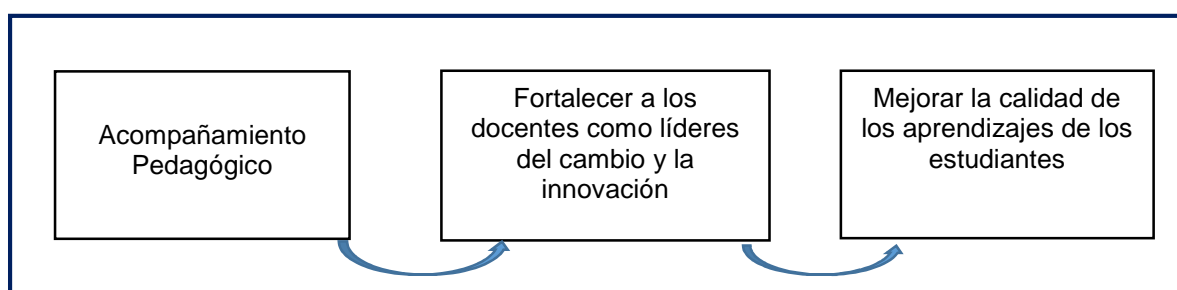 Acompañamiento
Pedagógico
Fortalecer a los
docentes como líderes
del cambio y la
innovación
Mejorar la calidad de
los aprendizajes de los
estudiantes